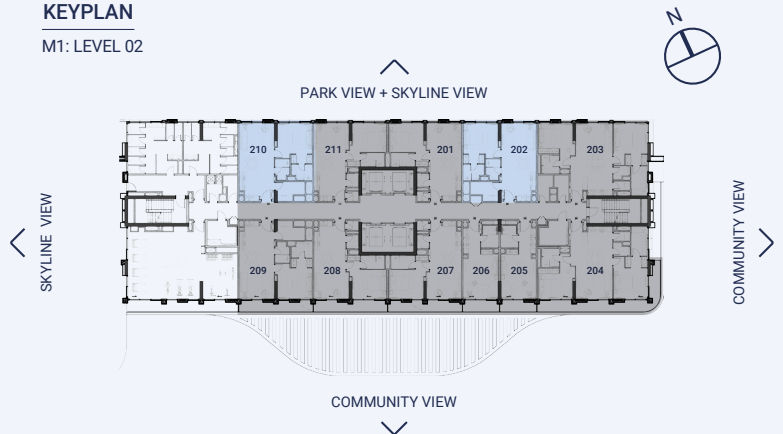 KEYPLAN
M1: LEVEL 02
N
PARK VIEW + SKYLINE VIEW
210
211
201
202
203
SKYLINE VIEW
COMMUNITY VIEW
209
208
207
206
205
204
COMMUNITY VIEW